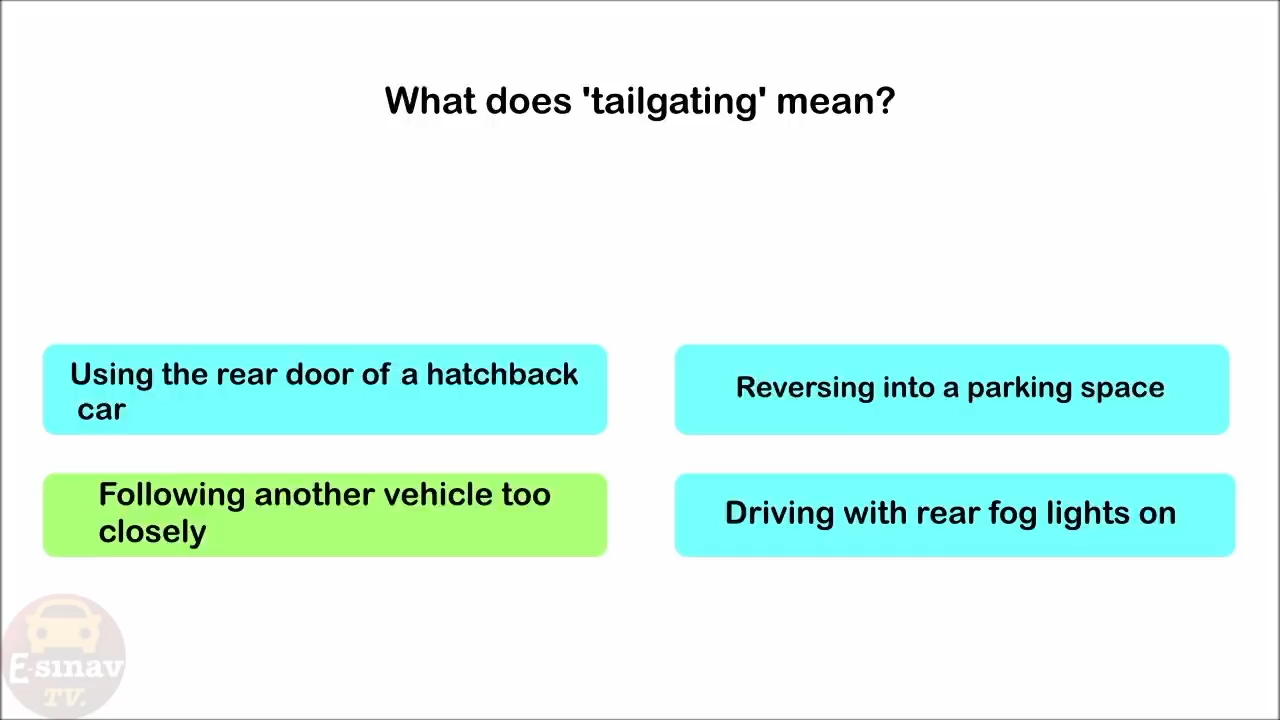 What does 'tailgating' mean?
Using the rear door of a hatchback
car
Reversing into a parking space
Following another vehicle too
closely
Driving with rear fog lights on
E-sınav
TV.